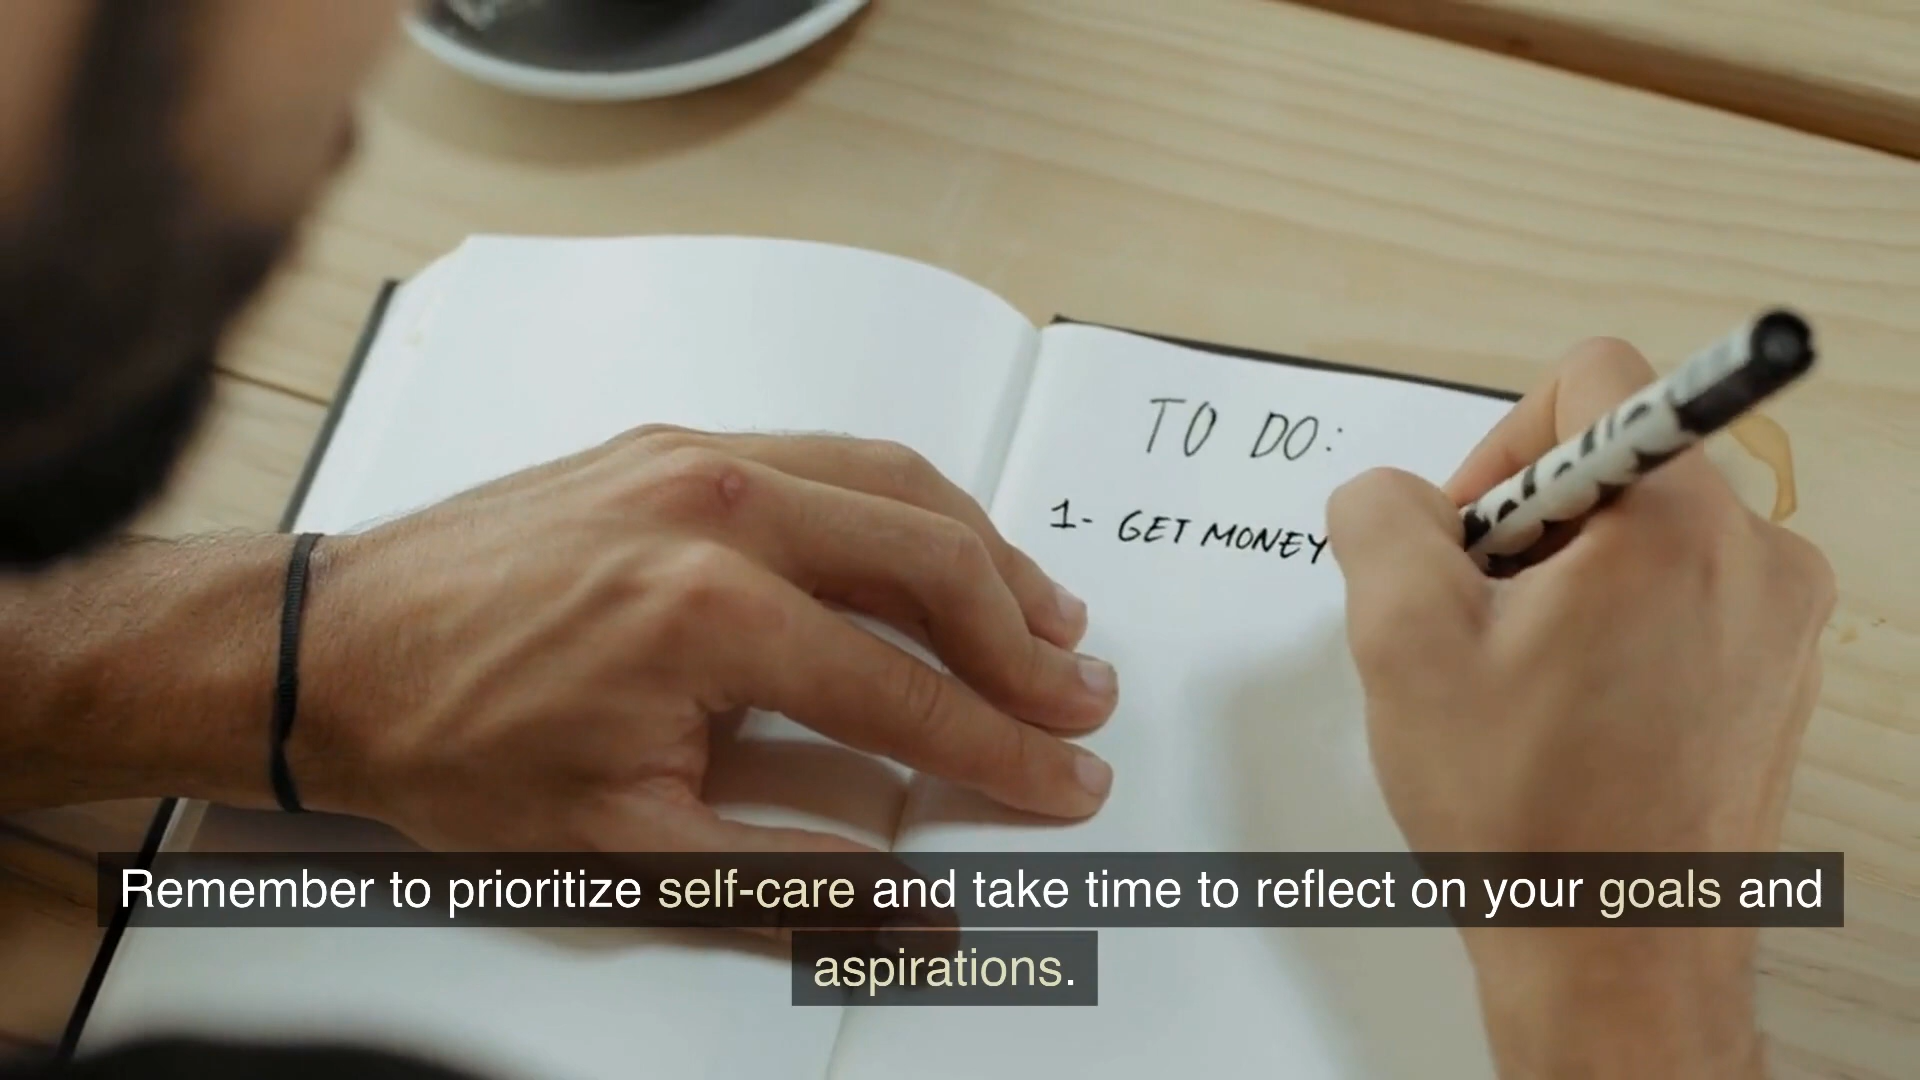 TO DO:
1- GET MONEY
Remember to prioritize self-care and take time to reflect on your goals and
aspirations.